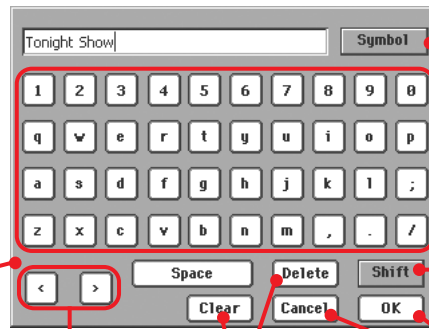 Tonight Show Symbol
1 2 3 4 5 6 7 8 9 0
q w e r t y u i o p
a s d f g h j k l ;
z x c v b n m , . /
< > Space Delete Shift
Clear Cancel OK